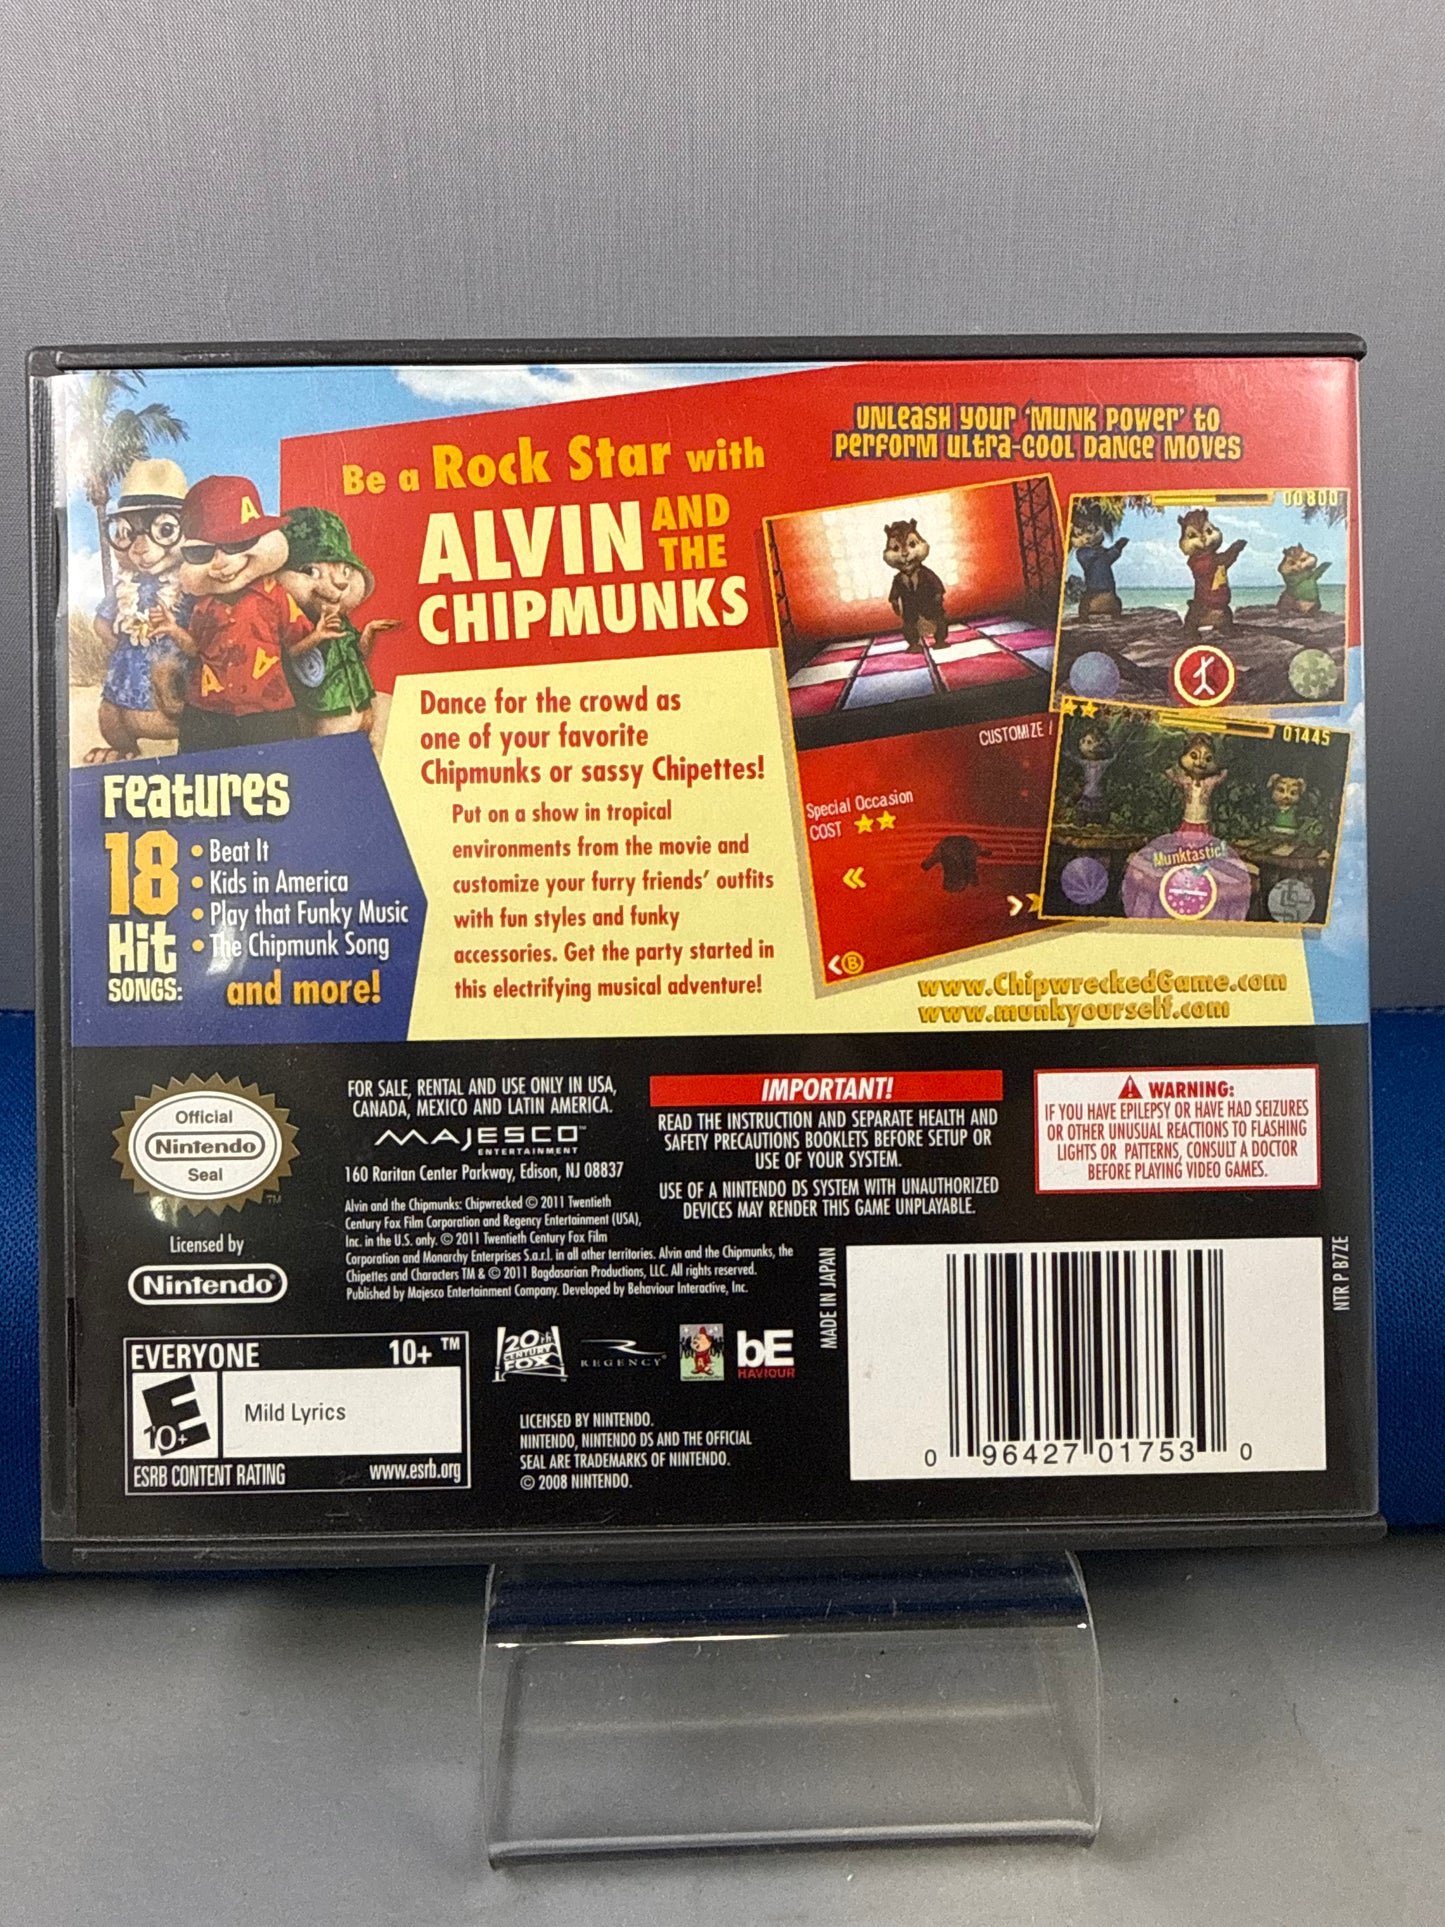 Be a Rock Star with
ALVIN AND THE
CHIPMUNKS
UNLEASH YOUR 'MUNK POWER' to
PERFORM ULTRA-COOL DANCE MOVES
Dance for the crowd as
one of your favorite
Chipmunks or sassy Chipettes!
Put on a show in tropical
environments from the movie and
customize your furry friends' outfits
with fun styles and funky
accessories. Get the party started in
this electrifying musical adventure!
Features
18
Hit
SONGS:
• Beat It
• Kids in America
• Play that Funky Music
• The Chipmunk Song
and more!
CUSTOMIZE
Special Occasion
COST
B
00800
01445
Munktastic!
www.ChipwreckedGame.com
www.munkyourself.com
Official
Nintendo
Seal
TM
Licensed by
Nintendo®
FOR SALE, RENTAL AND USE ONLY IN USA,
CANADA, MEXICO AND LATIN AMERICA.
MAJESCO™
ENTERTAINMENT
160 Raritan Center Parkway, Edison, NJ 08837
Alvin and the Chipmunks: Chipwrecked © 2011 Twentieth
Century Fox Film Corporation and Regency Entertainment (USA),
Inc. in the U.S. only. © 2011 Twentieth Century Fox Film
Corporation and Monarchy Enterprises S.a.r.l. in all other territories. Alvin and the Chipmunks, the
Chipettes and Characters TM & © 2011 Bagdasarian Productions, LLC. All rights reserved.
Published by Majesco Entertainment Company. Developed by Behaviour Interactive, Inc.
IMPORTANT!
READ THE INSTRUCTION AND SEPARATE HEALTH AND
SAFETY PRECAUTIONS BOOKLETS BEFORE SETUP OR
USE OF YOUR SYSTEM.
USE OF A NINTENDO DS SYSTEM WITH UNAUTHORIZED
DEVICES MAY RENDER THIS GAME UNPLAYABLE.
WARNING:
IF YOU HAVE EPILEPSY OR HAVE HAD SEIZURES
OR OTHER UNUSUAL REACTIONS TO FLASHING
LIGHTS OR PATTERNS, CONSULT A DOCTOR
BEFORE PLAYING VIDEO GAMES.
EVERYONE 10+ ™
E
10+
Mild Lyrics
ESRB CONTENT RATING www.esrb.org
20th
CENTURY
FOX
REGENCY
bE
HAVIOUR
LICENSED BY NINTENDO.
NINTENDO, NINTENDO DS AND THE OFFICIAL
SEAL ARE TRADEMARKS OF NINTENDO.
© 2008 NINTENDO.
MADE IN JAPAN
NTR P B7ZE
0 96427 01753 0